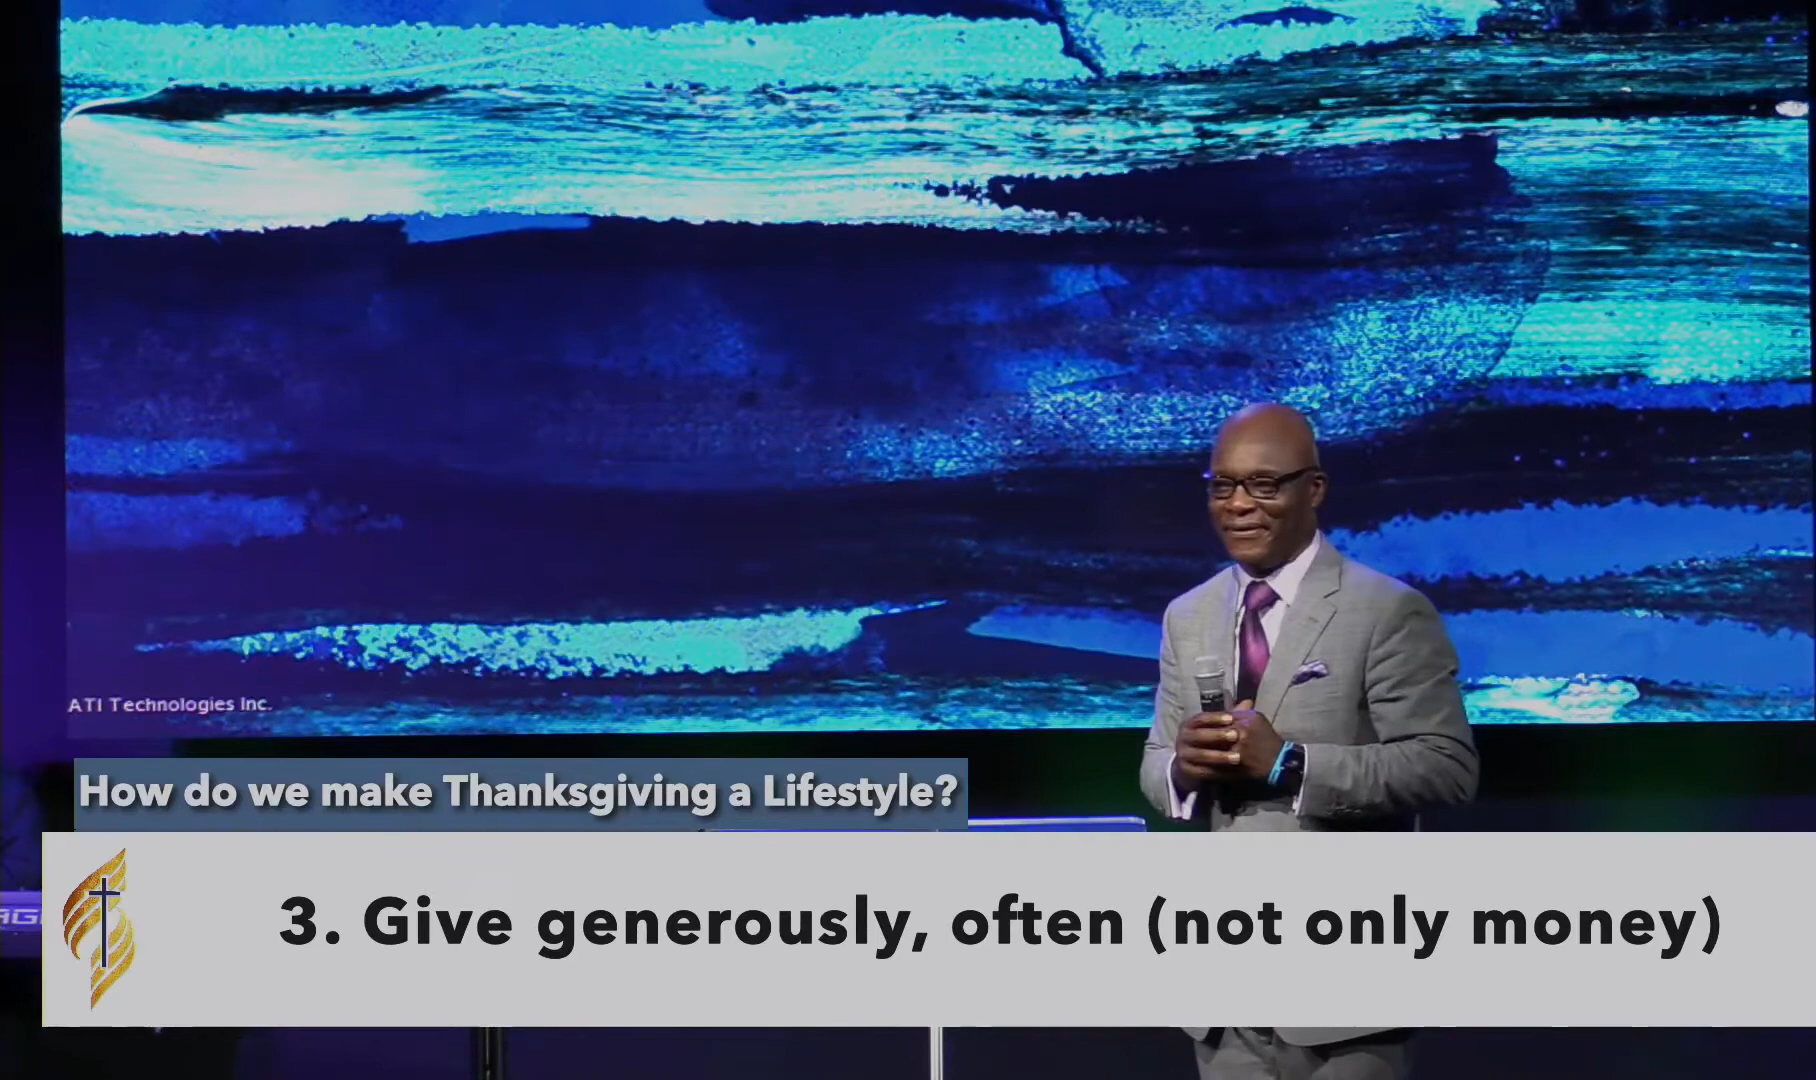 ATI Technologies Inc.
How do we make Thanksgiving a Lifestyle?
3. Give generously, often (not only money)